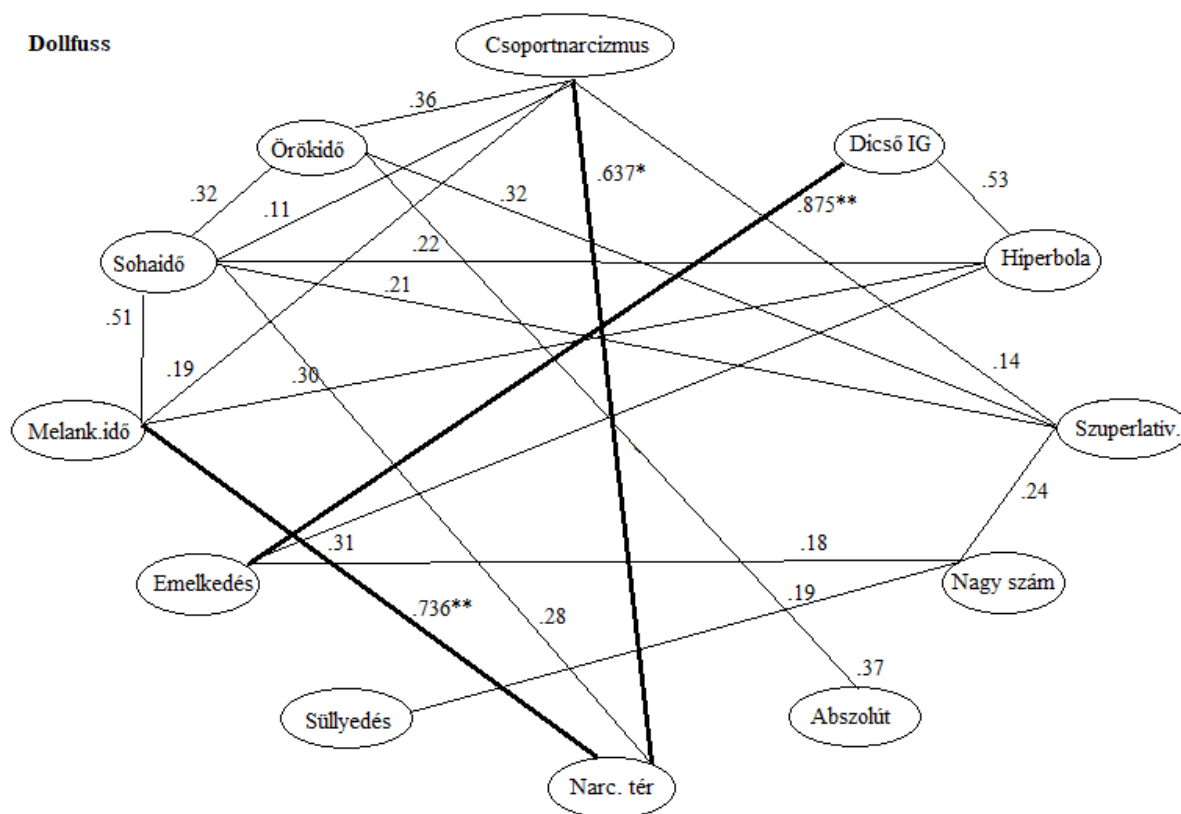 Dollfuss
Csoportnarcizmus
.36
Örökidő
Dicső IG
.637*
.32
.11
.32
.875**
.53
Sohaidő
.22
Hiperbola
.21
.51
.19
.30
.14
Melank.idő
Szuperlatív.
.24
.31
.18
Emelkedés
Nagy szám
.736**
.28
.19
.37
Süllyedés
Abszolút
Narc. tér